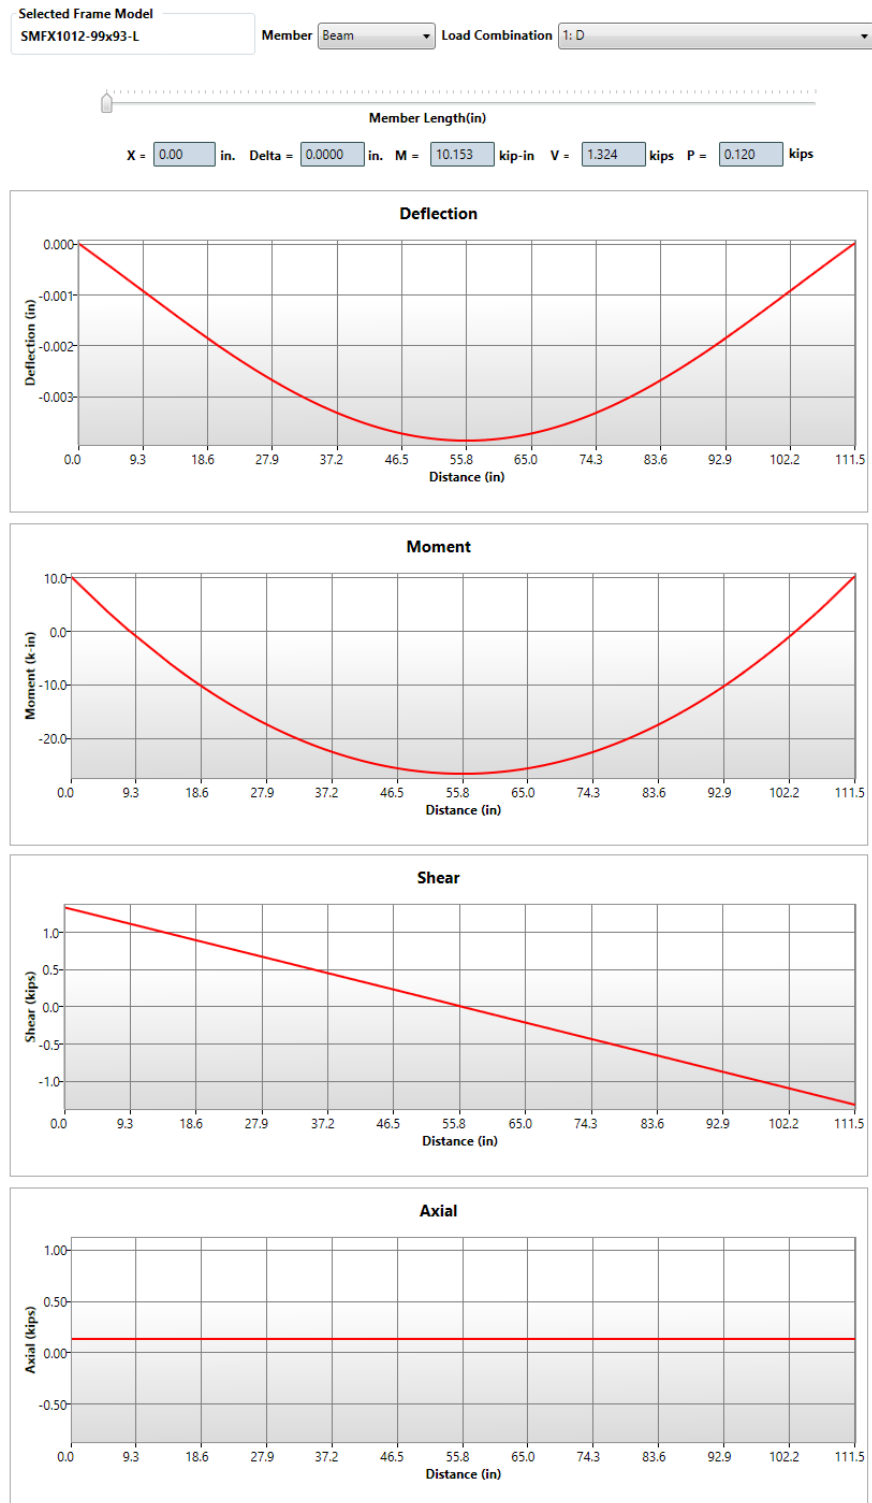 Selected Frame Model
SMFX1012-99x93-L
Member Beam Load Combination 1: D
Member Length(in)
X = 0.00 in. Delta = 0.0000 in. M = 10.153 kip-in V = 1.324 kips P = 0.120 kips
Deflection
Deflection (in)
0.000
-0.001
-0.002
-0.003
0.0 9.3 18.6 27.9 37.2 46.5 55.8 65.0 74.3 83.6 92.9 102.2 111.5
Distance (in)
Moment
Moment (k-in)
10.0
0.0
-10.0
-20.0
0.0 9.3 18.6 27.9 37.2 46.5 55.8 65.0 74.3 83.6 92.9 102.2 111.5
Distance (in)
Shear
Shear (kips)
1.0
0.5
0.0
-0.5
-1.0
0.0 9.3 18.6 27.9 37.2 46.5 55.8 65.0 74.3 83.6 92.9 102.2 111.5
Distance (in)
Axial
Axial (kips)
1.00
0.50
0.00
-0.50
0.0 9.3 18.6 27.9 37.2 46.5 55.8 65.0 74.3 83.6 92.9 102.2 111.5
Distance (in)